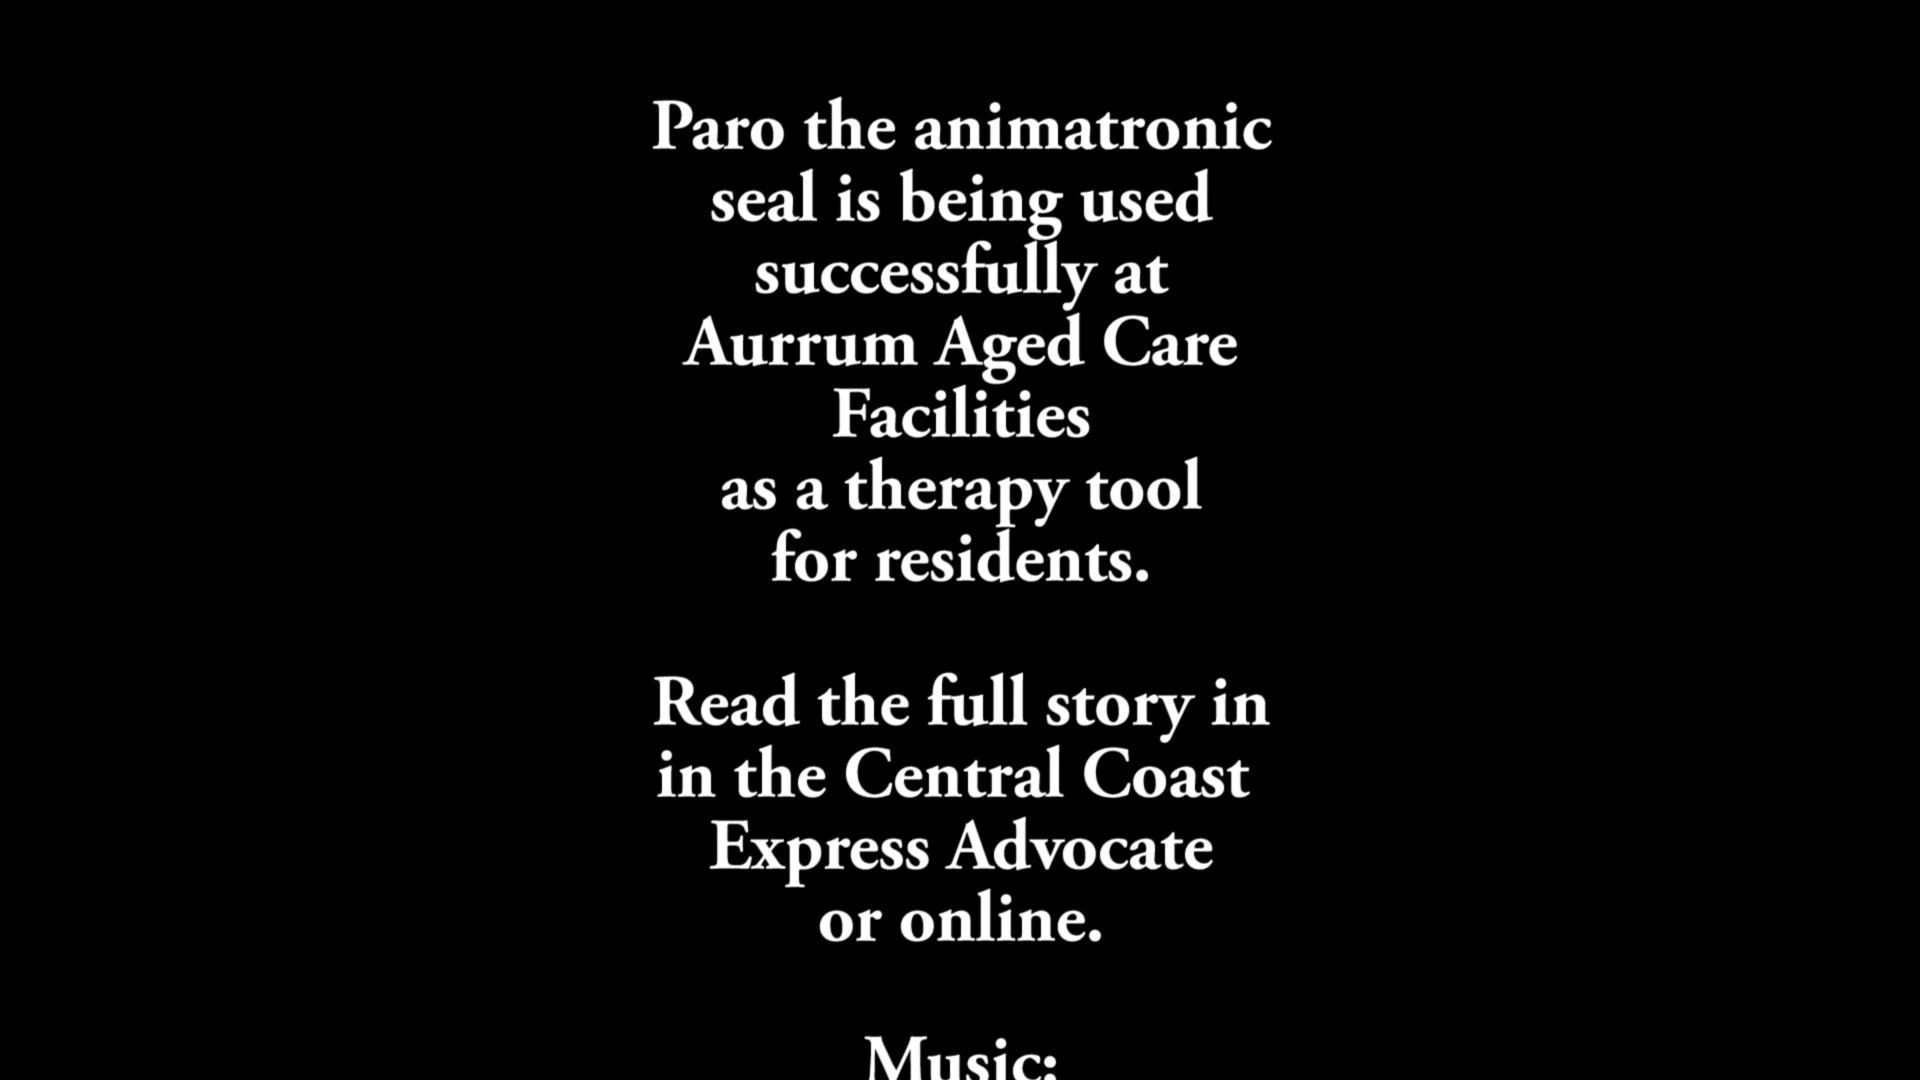 Paro the animatronic
seal is being used
successfully at
Aurrum Aged Care
Facilities
as a therapy tool
for residents.
Read the full story in
in the Central Coast
Express Advocate
or online.
Music: